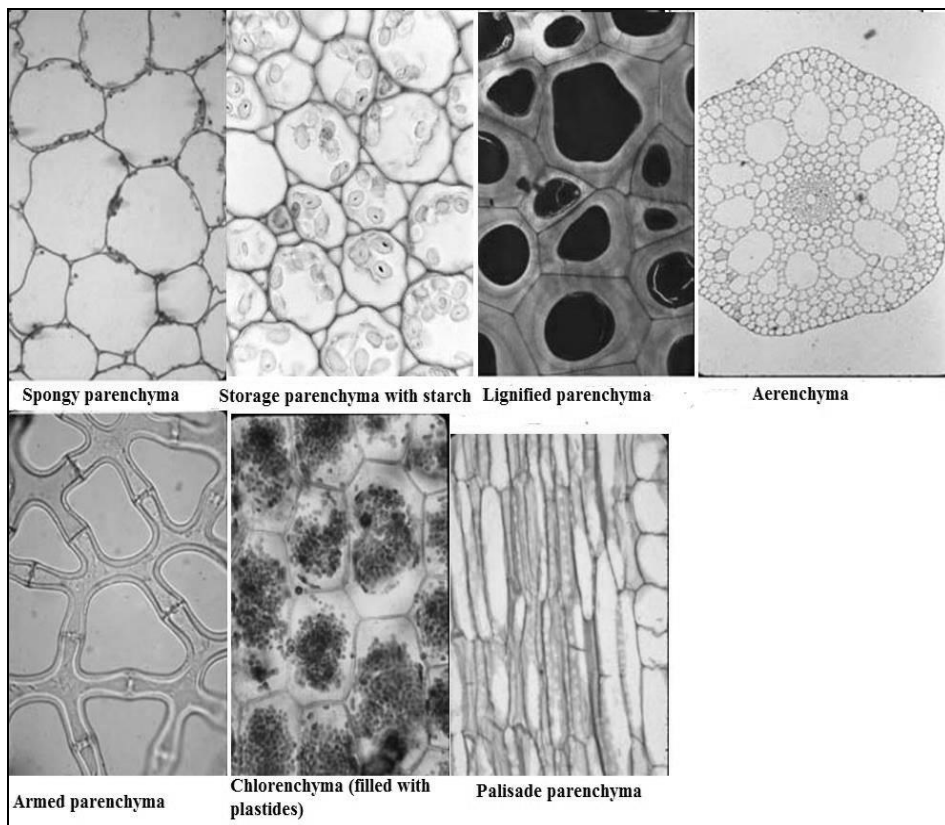 Spongy parenchyma
Storage parenchyma with starch
Lignified parenchyma
Aerenchyma
Armed parenchyma
Chlorenchyma (filled with
plastides)
Palisade parenchyma